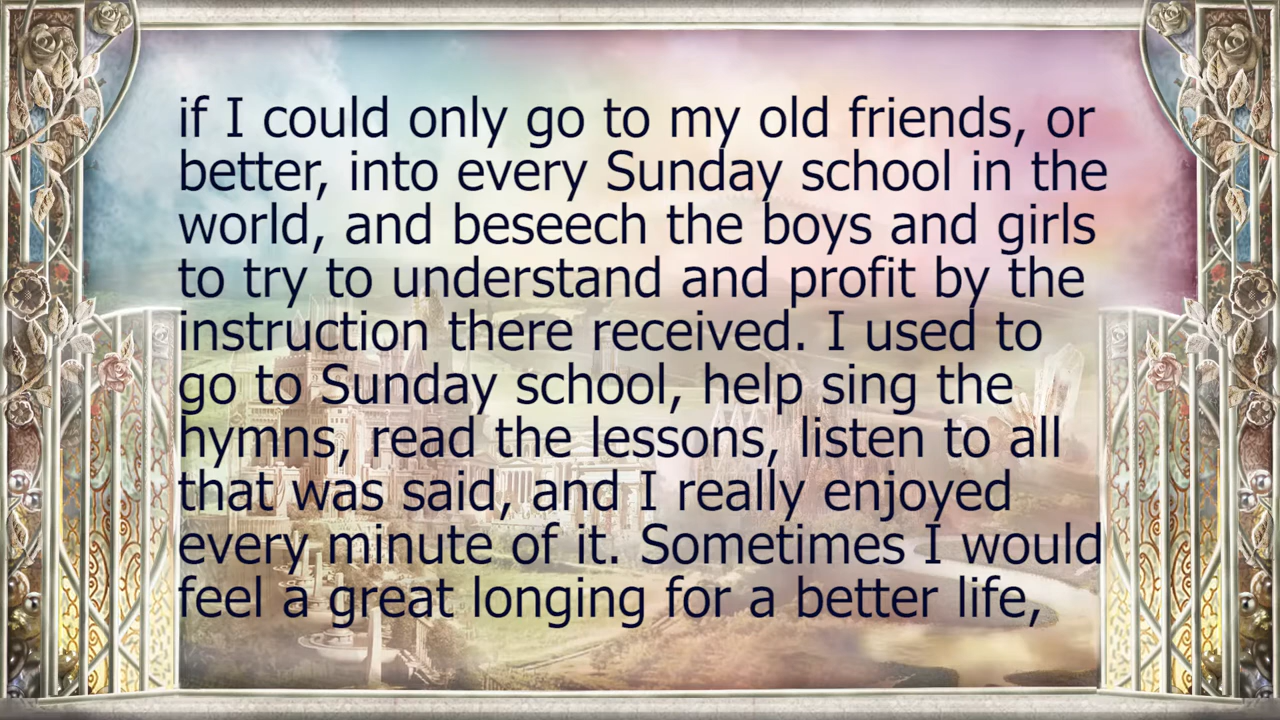 if I could only go to my old friends, or
better, into every Sunday school in the
world, and beseech the boys and girls
to try to understand and profit by the
instruction there received. I used to
go to Sunday school, help sing the
hymns, read the lessons, listen to all
that was said, and I really enjoyed
every minute of it. Sometimes I would
feel a great longing for a better life,